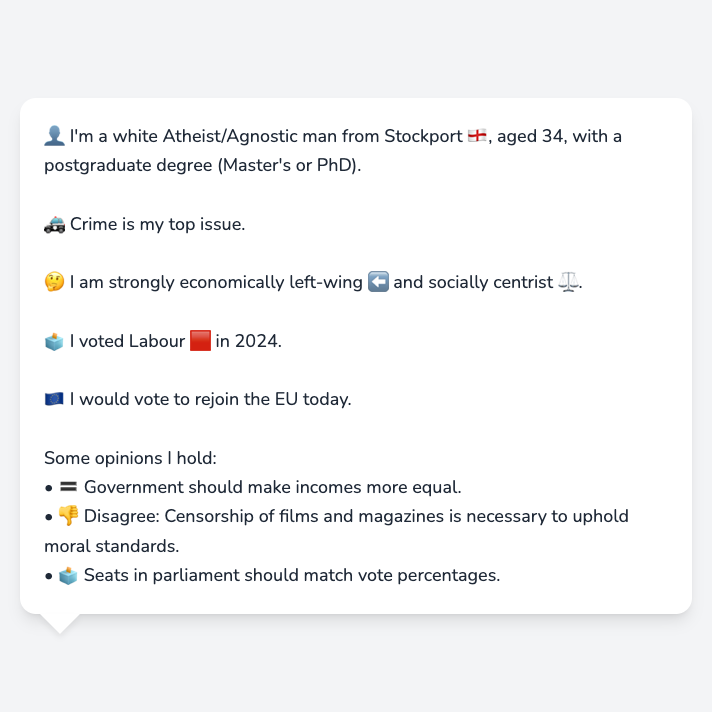 👤 I'm a white Atheist/Agnostic man from Stockport 🏴󠁧󠁢󠁥󠁮󠁧󠁿, aged 34, with a
postgraduate degree (Master's or PhD).
🚓 Crime is my top issue.
🤔 I am strongly economically left-wing ⬅️ and socially centrist ⚖️.
🗳️ I voted Labour 🟥 in 2024.
🇪🇺 I would vote to rejoin the EU today.
Some opinions I hold:
• 🟰 Government should make incomes more equal.
• 👎 Disagree: Censorship of films and magazines is necessary to uphold
moral standards.
• 🗳️ Seats in parliament should match vote percentages.